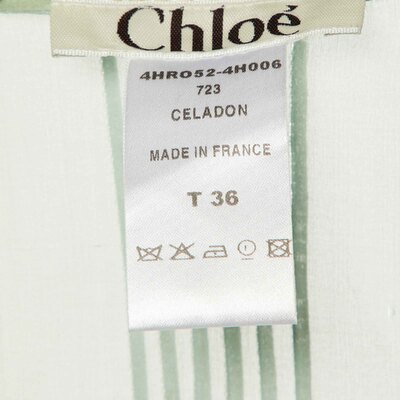 Chloé
4HRO52-4H006
723
CELADON
MADE IN FRANCE
T 36